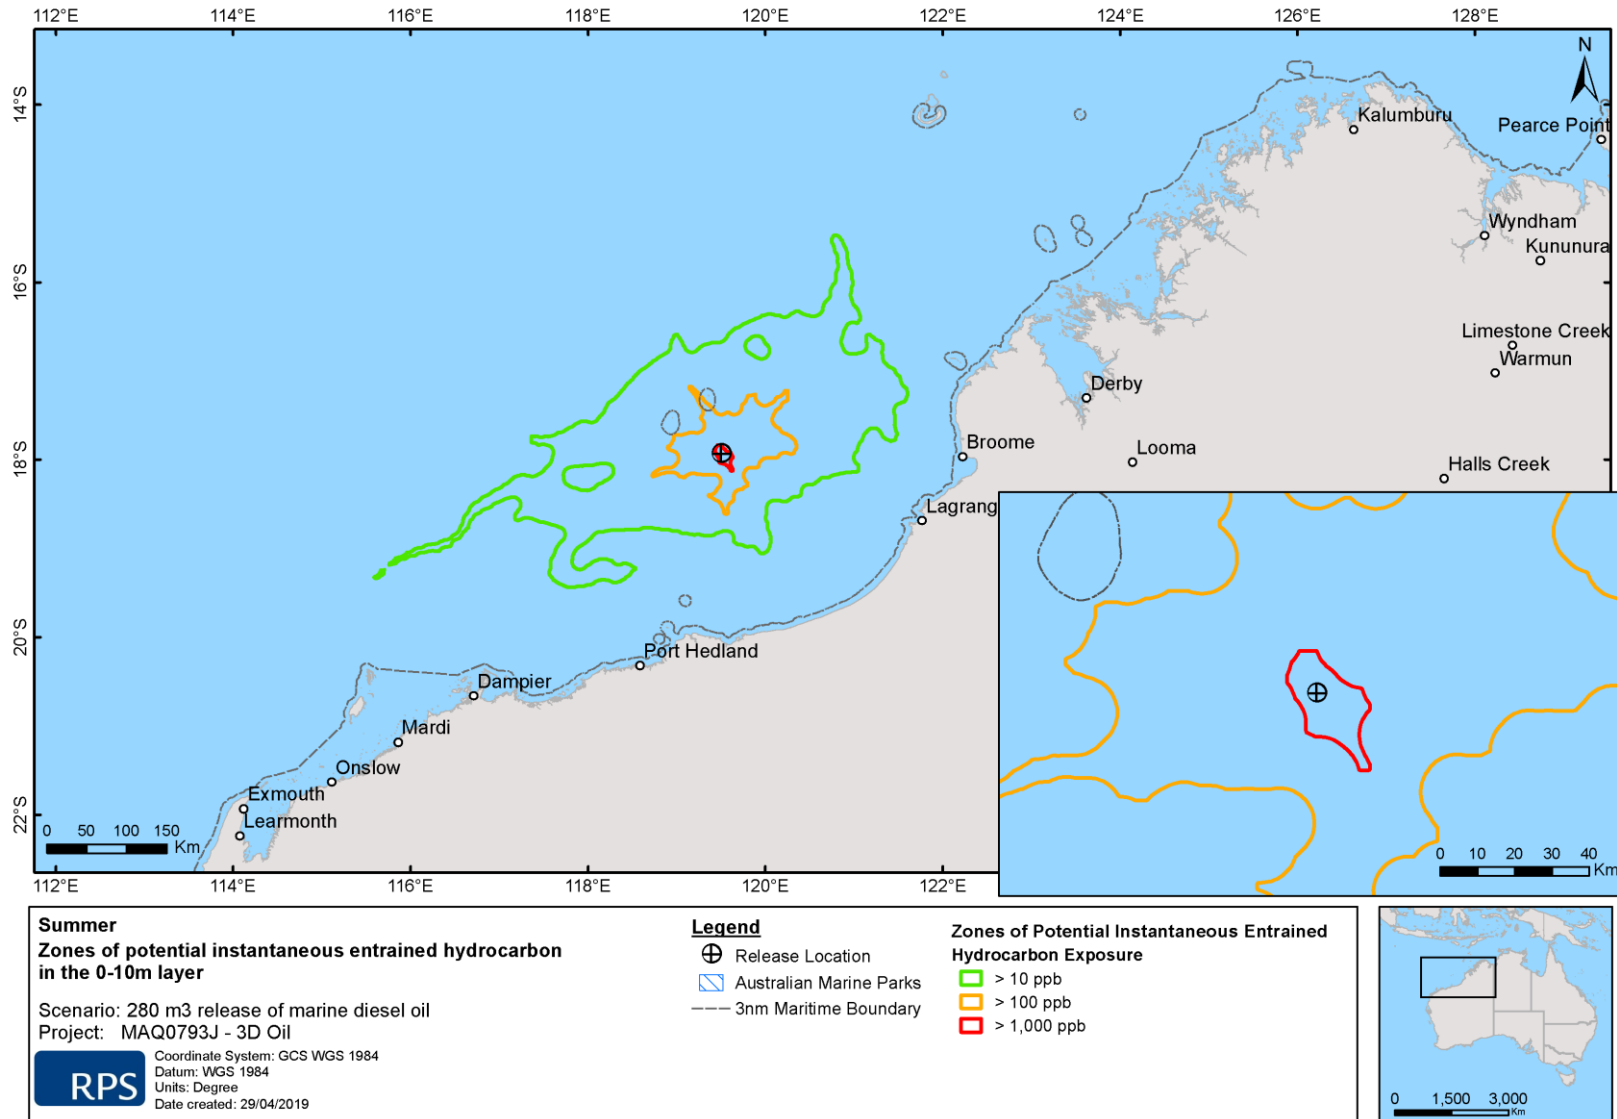 112°E 114°E 116°E 118°E 120°E 122°E 124°E 126°E 128°E
N
14°S
Kalumburu
Pearce Point
Wyndham
Kununura
16°S
Limestone Creek
Warmun
Derby
18°S
Broome
Looma
Halls Creek
Lagrang
20°S
Port Hedland
Dampier
Mardi
Onslow
Exmouth
Learmonth
22°S
0 50 100 150
Km
0 10 20 30 40
Km
112°E 114°E 116°E 118°E 120°E 122°E
Summer
Zones of potential instantaneous entrained hydrocarbon
in the 0-10m layer
Scenario: 280 m3 release of marine diesel oil
Project: MAQ0793J - 3D Oil
RPS
Coordinate System: GCS WGS 1984
Datum: WGS 1984
Units: Degree
Date created: 29/04/2019
Legend
Release Location
Australian Marine Parks
3nm Maritime Boundary
Zones of Potential Instantaneous Entrained
Hydrocarbon Exposure
> 10 ppb
> 100 ppb
> 1,000 ppb
0 1,500 3,000
Km